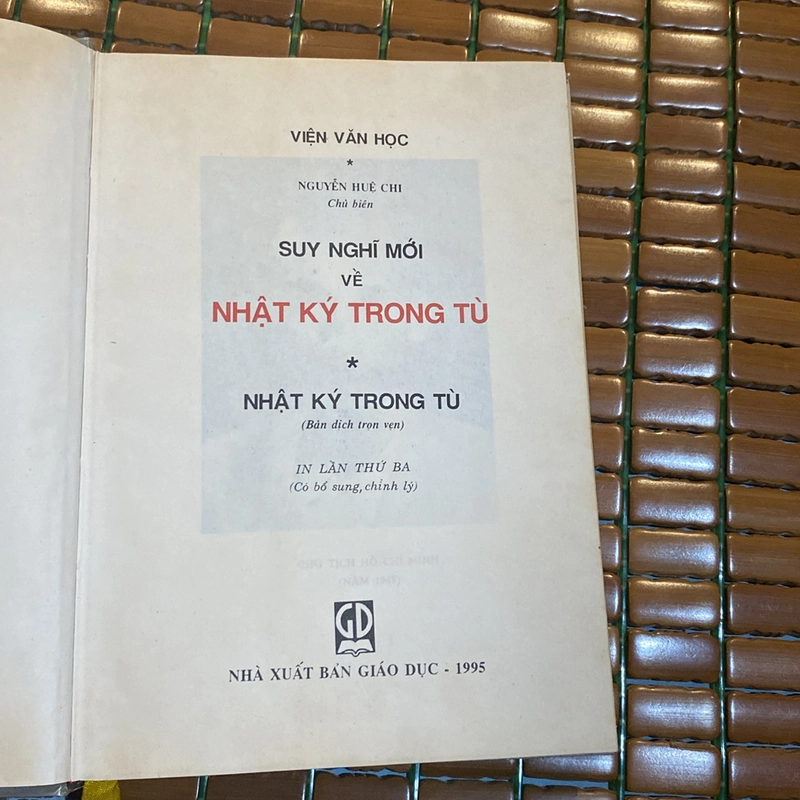 VIỆN VĂN HỌC
*
NGUYỄN HUỆ CHI
Chủ biên
SUY NGHĨ MỚI
VỀ
NHẬT KÝ TRONG TÙ
*
NHẬT KÝ TRONG TÙ
(Bản dịch trọn vẹn)
IN LẦN THỨ BA
(Có bổ sung, chỉnh lý)
GD
NHÀ XUẤT BẢN GIÁO DỤC - 1995